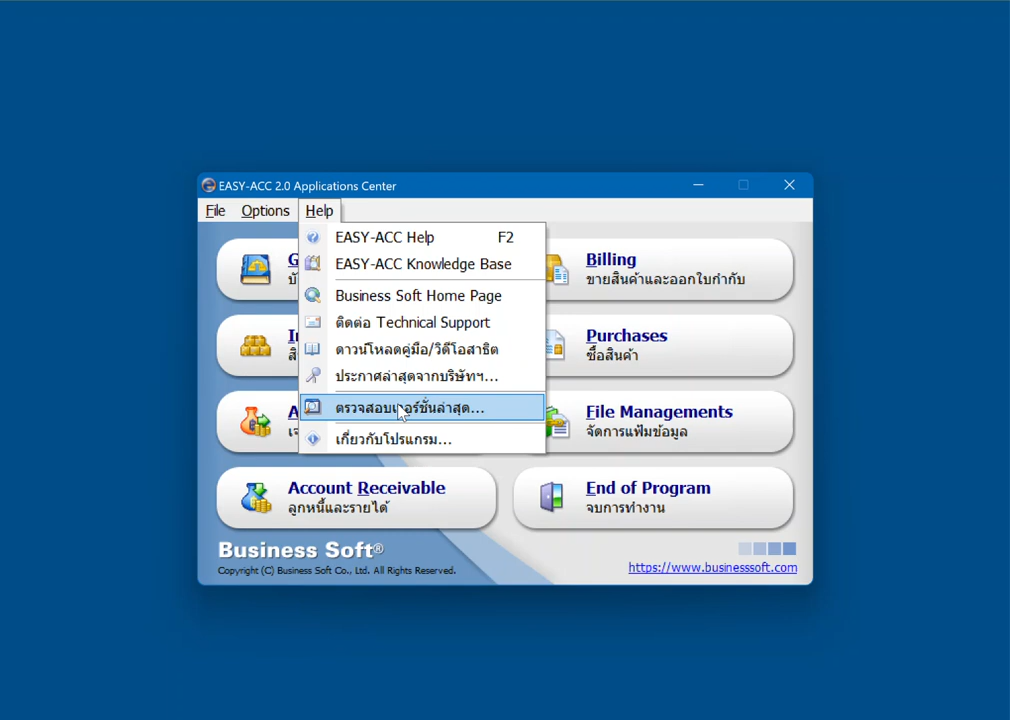 EASY-ACC 2.0 Applications Center
File Options Help
EASY-ACC Help F2
EASY-ACC Knowledge Base
Business Soft Home Page
ติดต่อ Technical Support
ดาวน์โหลดคู่มือ/วิดีโอสาธิต
ประกาศล่าสุดจากบริษัทฯ...
ตรวจสอบเวอร์ชั่นล่าสุด...
เกี่ยวกับโปรแกรม...
Billing
ขายสินค้าและออกใบกำกับ
Purchases
ซื้อสินค้า
File Managements
จัดการแฟ้มข้อมูล
Account Receivable
ลูกหนี้และรายได้
End of Program
จบการทำงาน
Business Soft®
Copyright (C) Business Soft Co., Ltd. All Rights Reserved.
https://www.businesssoft.com